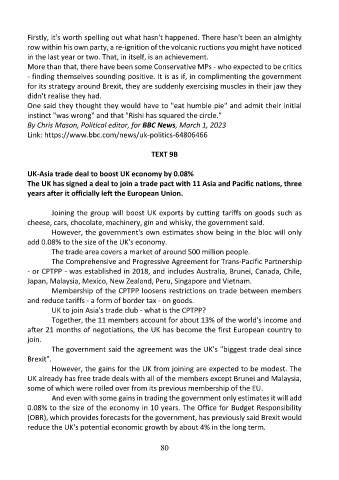 Firstly, it's worth spelling out what hasn't happened. There hasn't been an almighty
row within his own party, a re-ignition of the volcanic ructions you might have noticed
in the last year or two. That, in itself, is an achievement.
More than that, there have been some Conservative MPs - who expected to be critics
- finding themselves sounding positive. It is as if, in complimenting the government
for its strategy around Brexit, they are suddenly exercising muscles in their jaw they
didn't realise they had.
One said they thought they would have to "eat humble pie" and admit their initial
instinct "was wrong" and that "Rishi has squared the circle."
By Chris Mason, Political editor, for BBC News, March 1, 2023
Link: https://www.bbc.com/news/uk-politics-64806466
TEXT 9B
UK-Asia trade deal to boost UK economy by 0.08%
The UK has signed a deal to join a trade pact with 11 Asia and Pacific nations, three
years after it officially left the European Union.
Joining the group will boost UK exports by cutting tariffs on goods such as
cheese, cars, chocolate, machinery, gin and whisky, the government said.
However, the government's own estimates show being in the bloc will only
add 0.08% to the size of the UK's economy.
The trade area covers a market of around 500 million people.
The Comprehensive and Progressive Agreement for Trans-Pacific Partnership
- or CPTPP - was established in 2018, and includes Australia, Brunei, Canada, Chile,
Japan, Malaysia, Mexico, New Zealand, Peru, Singapore and Vietnam.
Membership of the CPTPP loosens restrictions on trade between members
and reduce tariffs - a form of border tax - on goods.
UK to join Asia's trade club - what is the CPTPP?
Together, the 11 members account for about 13% of the world's income and
after 21 months of negotiations, the UK has become the first European country to
join.
The government said the agreement was the UK's "biggest trade deal since
Brexit".
However, the gains for the UK from joining are expected to be modest. The
UK already has free trade deals with all of the members except Brunei and Malaysia,
some of which were rolled over from its previous membership of the EU.
And even with some gains in trading the government only estimates it will add
0.08% to the size of the economy in 10 years. The Office for Budget Responsibility
(OBR), which provides forecasts for the government, has previously said Brexit would
reduce the UK's potential economic growth by about 4% in the long term.
80